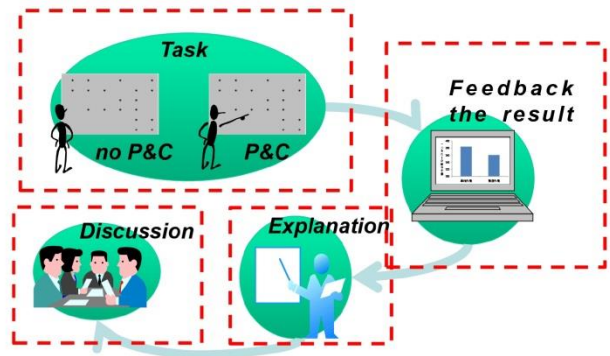 Task
no P&C
P&C
Feedback
the result
Explanation
Discussion